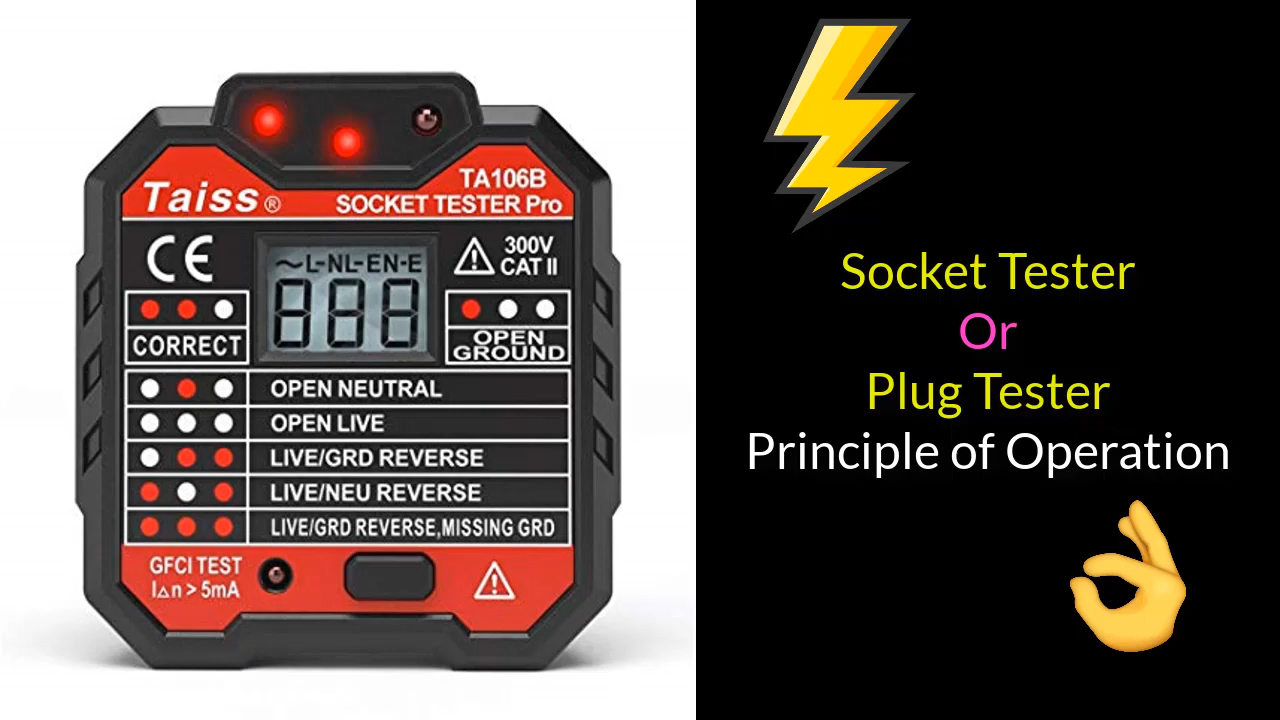 Taiss®
TA106B
SOCKET TESTER Pro
CE
~L-NL-EN-E
888
300V
CAT II
CORRECT
OPEN
GROUND
OPEN NEUTRAL
OPEN LIVE
LIVE/GRD REVERSE
LIVE/NEU REVERSE
LIVE/GRD REVERSE,MISSING GRD
GFCI TEST
I△n > 5mA
Socket Tester
Or
Plug Tester
Principle of Operation